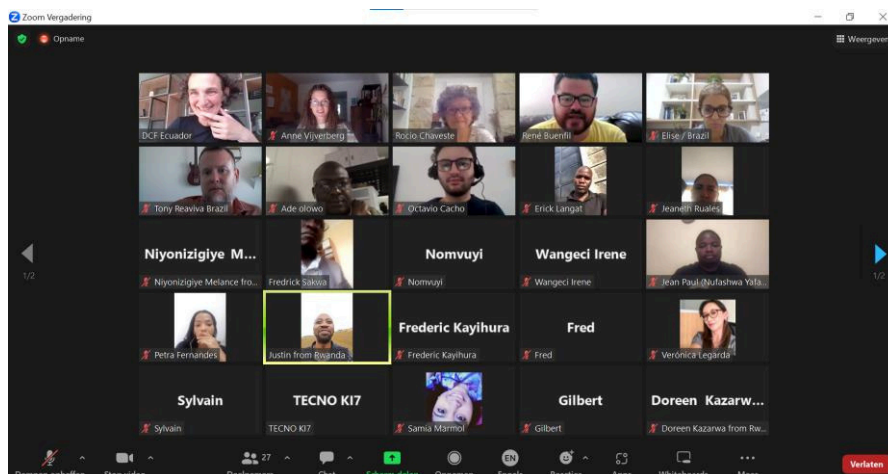 Zoom Vergadering
Opname
Weergeven
DCF Ecuador
Anne Vijverberg
Rocio Chaveste
René Buenfil
Elise / Brazil
Tony Reaviva Brazil
Ade olowo
Octavio Cacho
Erick Langat
Jeaneth Ruales
Niyonizigiye M...
Niyonizigiye Melance fro...
Fredrick Sakwa
Nomvuyi
Nomvuyi
Wangeci Irene
Wangeci Irene
Jean Paul (Nufashwa Yafa...
1/2
1/2
Petra Fernandes
Justin from Rwanda
Frederic Kayihura
Frederic Kayihura
Fred
Fred
Verónica Legarda
Sylvain
Sylvain
TECNO KI7
TECNO KI7
Samia Marmol
Gilbert
Gilbert
Doreen Kazarw...
Doreen Kazarwa from Rw...
27
EN
Verlaten